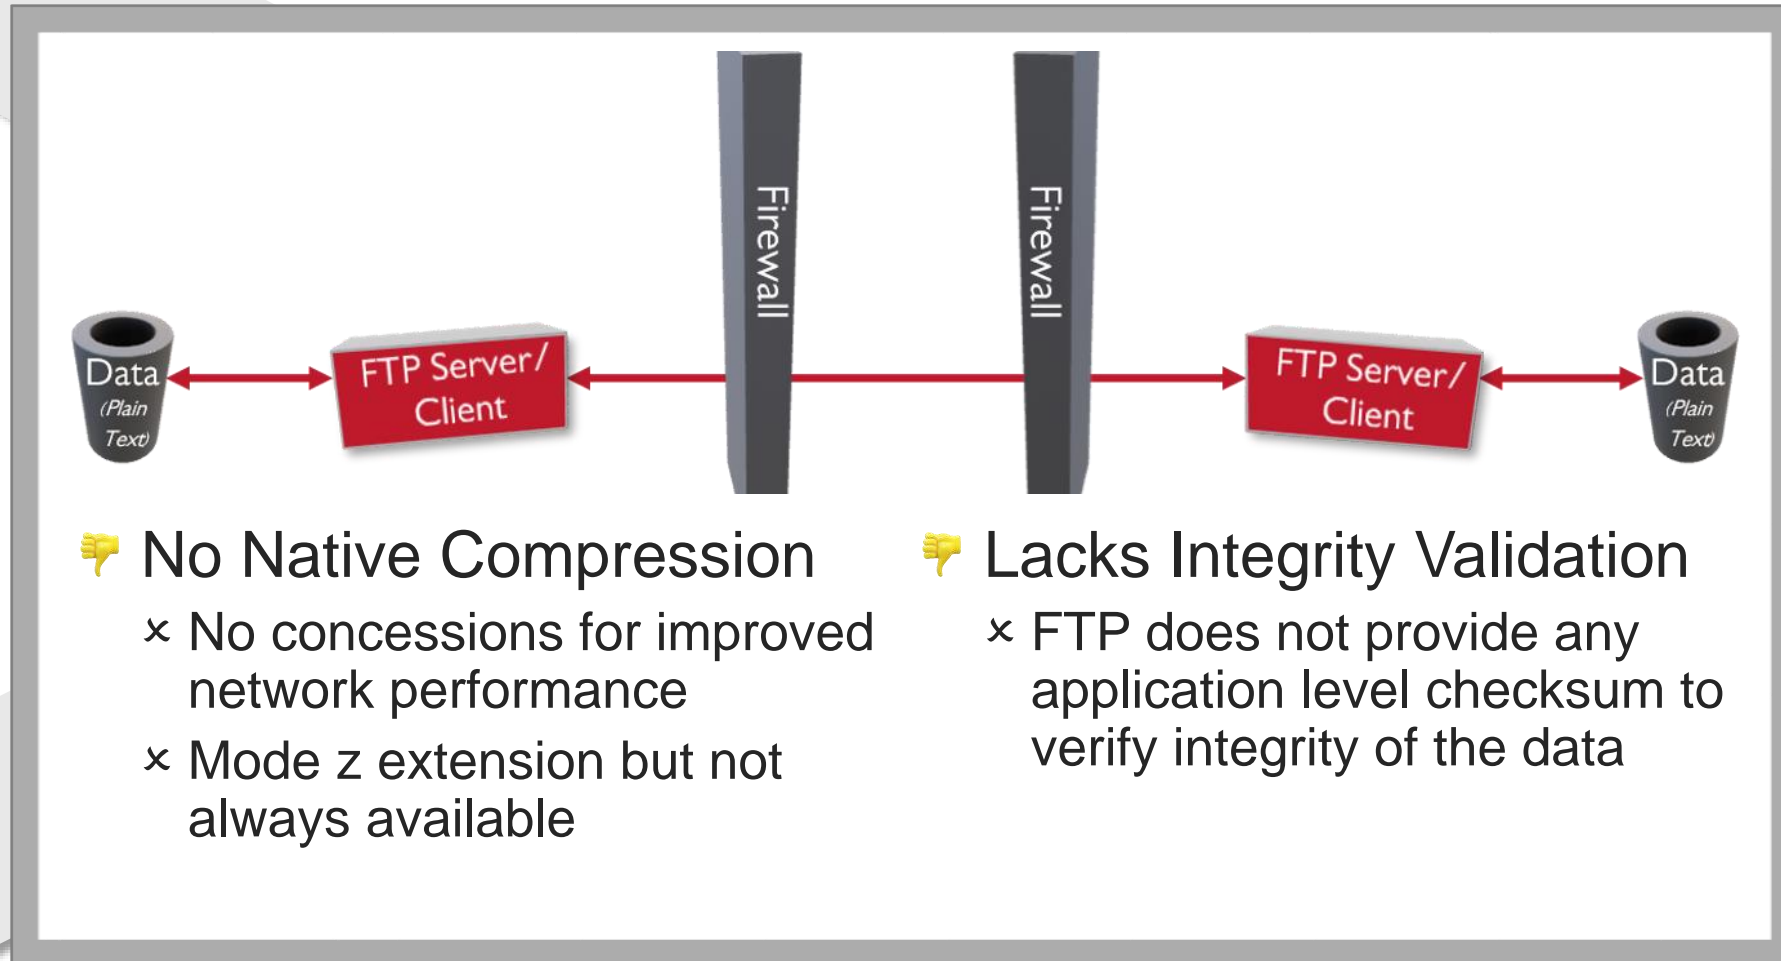 Firewall
Firewall
Data
(Plain
Text)
FTP Server/
Client
FTP Server/
Client
Data
(Plain
Text)
No Native Compression
× No concessions for improved
network performance
× Mode z extension but not
always available
Lacks Integrity Validation
× FTP does not provide any
application level checksum to
verify integrity of the data